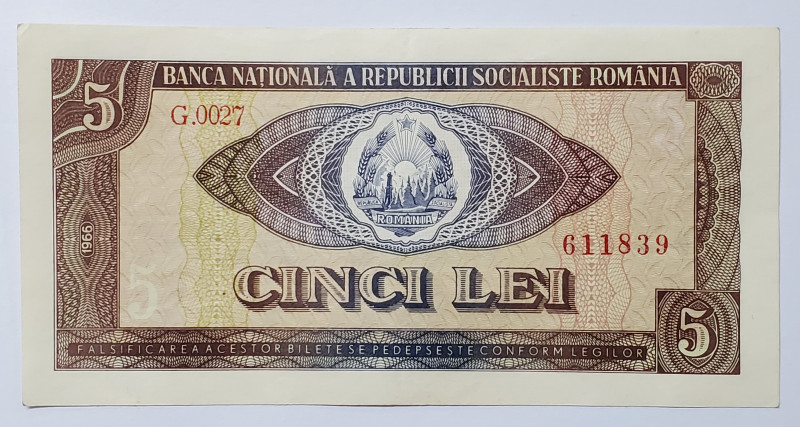 5 BANCA NAȚIONALĂ A REPUBLICII SOCIALISTE ROMÂNIA
G.0027
ROMANIA
1966
611839
5
CINCI LEI
5
FALSIFICAREA ACESTOR BILETE SE PEDEPSEȘTE CONFORM LEGILOR